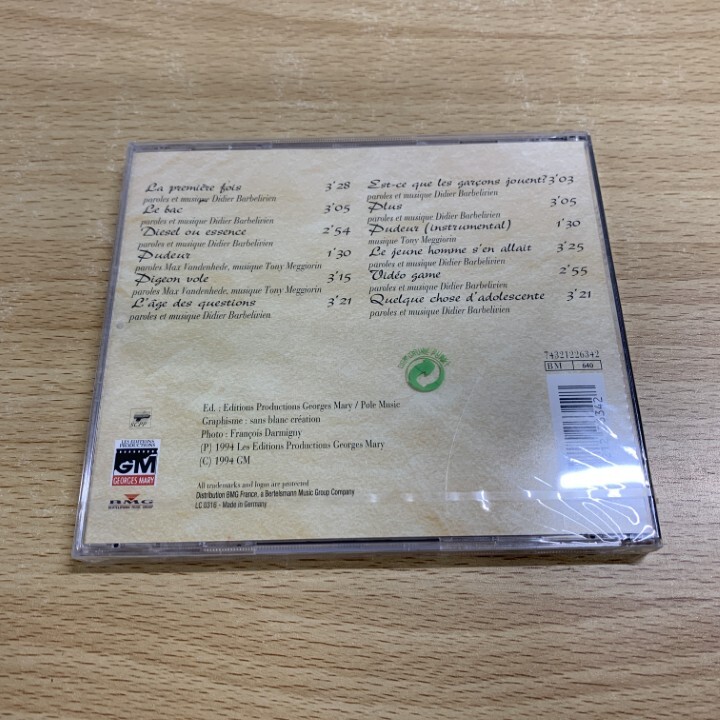 La première fois 3'28
paroles et musique Didier Barbelivien
Le bac 3'05
paroles et musique Didier Barbelivien
Diesel ou essence 2'54
paroles et musique Didier Barbelivien
Pudeur 1'30
paroles Max Vandenhede, musique Tony Meggiorin
Pigeon vole 3'15
paroles Max Vandenhede, musique Tony Meggiorin
L'âge des questions 3'21
paroles et musique Didier Barbelivien
Est-ce que les garçons jouent? 3'03
paroles et musique Didier Barbelivien
Plus 3'05
paroles et musique Didier Barbelivien
Pudeur (instrumental) 1'30
musique Tony Meggiorin
Le jeune homme s'en allait 3'25
paroles et musique Didier Barbelivien
Vidéo game 2'55
paroles et musique Didier Barbelivien
Quelque chose d'adolescente 3'21
paroles et musique Didier Barbelivien
74321226342
BM 640
SCPP
Ed. : Editions Productions Georges Mary / Pole Music
Graphisme : sans blanc création
Photo : François Darmigny
(P) 1994 Les Editions Productions Georges Mary
(C) 1994 GM
LES EDITIONS
PRODUCTIONS
GM
GEORGES MARY
BMG
All trademarks and logos are protected
Distribution BMG France, a Bertelsmann Music Group Company
LC 0316 - Made in Germany